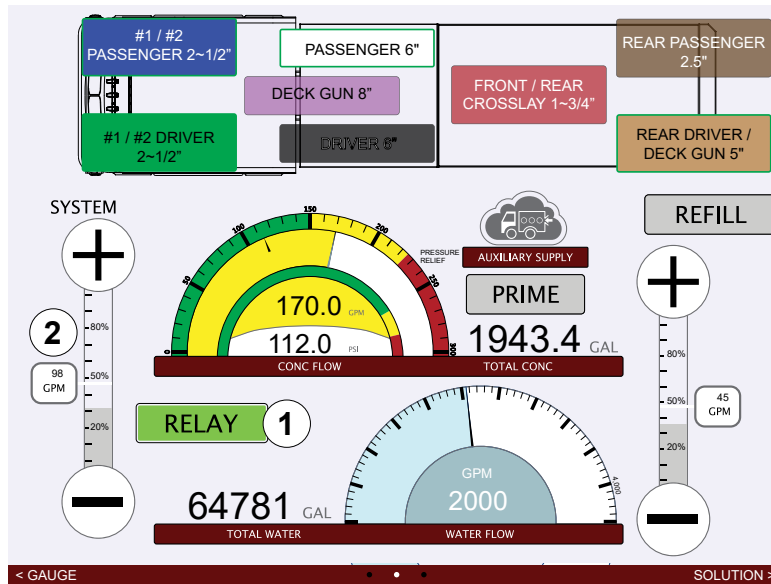 #1 / #2
PASSENGER 2~1/2”
PASSENGER 6"
REAR PASSENGER
2.5"
DECK GUN 8”
FRONT / REAR
CROSSLAY 1~3/4”
#1 / #2 DRIVER
2~1/2”
DRIVER 6"
REAR DRIVER /
DECK GUN 5"
SYSTEM
REFILL
0
50
100
150
200
250
300
PRESSURE
RELIEF
AUXILIARY SUPPLY
PRIME
170.0 GPM
112.0 PSI
1943.4 GAL
CONC FLOW
TOTAL CONC
2
80%
50%
20%
98
GPM
80%
50%
20%
45
GPM
RELAY
1
GPM
2000
4,000
64781 GAL
TOTAL WATER
WATER FLOW
< GAUGE
SOLUTION >